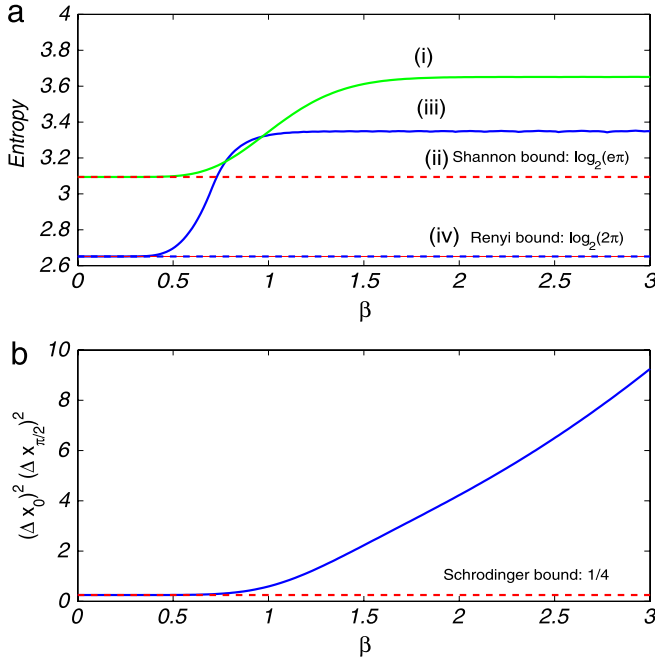 a
4
3.8
3.6
3.4
3.2
3
2.8
2.6
Entropy
(i)
(iii)
(ii) Shannon bound: log₂(eπ)
(iv) Renyi bound: log₂(2π)
0 0.5 1 1.5 2 2.5 3
β
b
10
8
6
4
2
0
(Δ x₀)² (Δ x_π/2)²
Schrodinger bound: 1/4
0 0.5 1 1.5 2 2.5 3
β